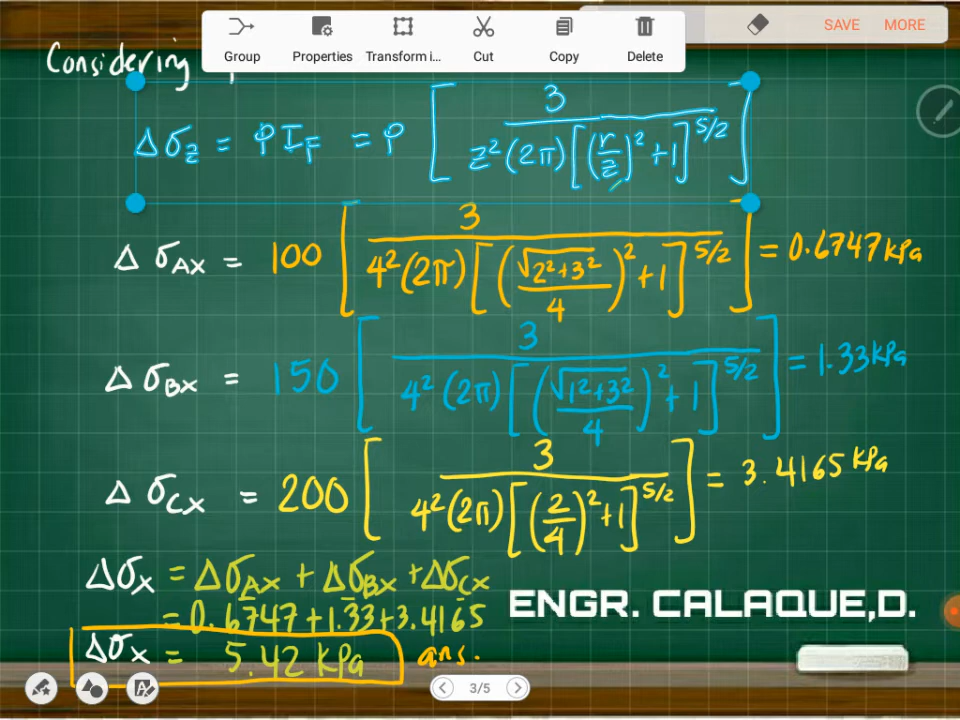 Group Properties Transform i... Cut Copy Delete SAVE MORE
Considering
Δσz = P IF = P [ 3 / z²(2π)[(r/z)²+1]^5/2 ]
Δ σAX = 100 [ 3 / 4²(2π)[(√2²+3²/4)²+1]^5/2 ] = 0.6747 kPa
Δ σBX = 150 [ 3 / 4²(2π)[(√1²+3²/4)²+1]^5/2 ] = 1.33 kPa
Δ σCX = 200 [ 3 / 4²(2π)[(2/4)²+1]^5/2 ] = 3.4165 kPa
Δσx = ΔσAX + ΔσBX + ΔσCX
= 0.6747+1.33+3.4165
Δσx = 5.42 kPa ans.
ENGR. CALAQUE,D.
3/5